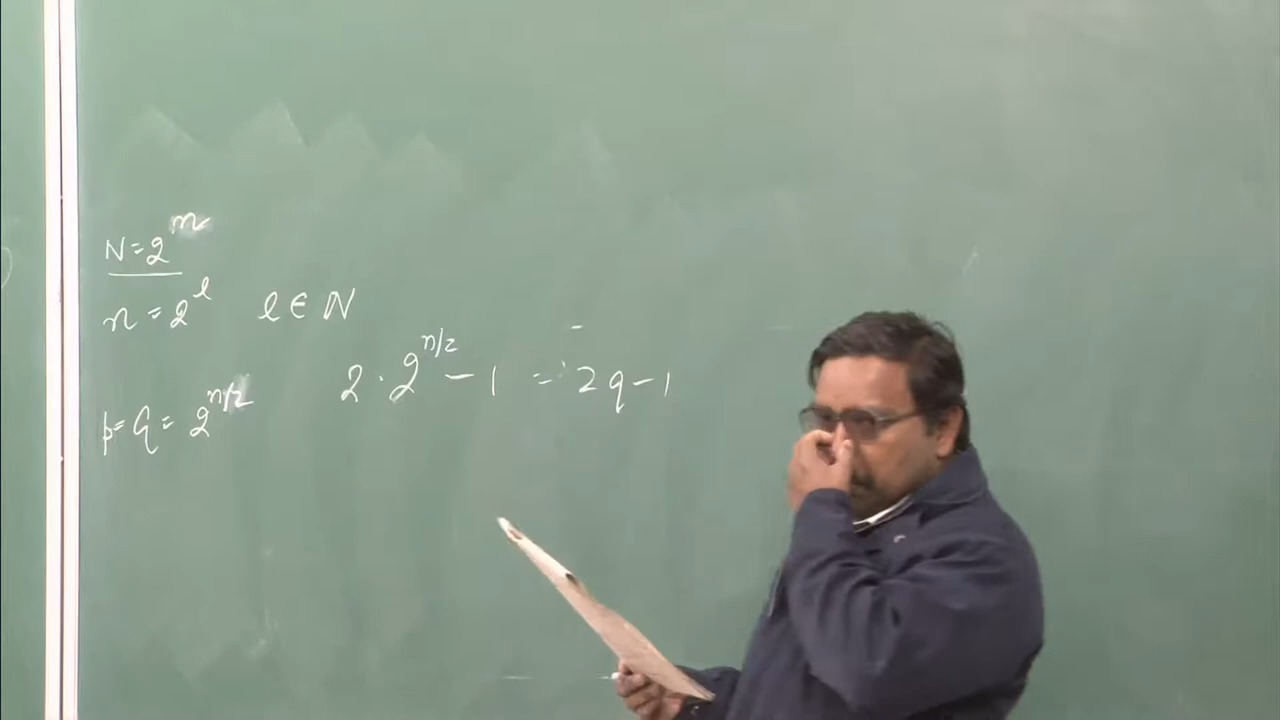 N=2^n
n=2^l l∈ℕ
2·2^{n/2}-1 = 2q-1
p=q=2^{n/2}